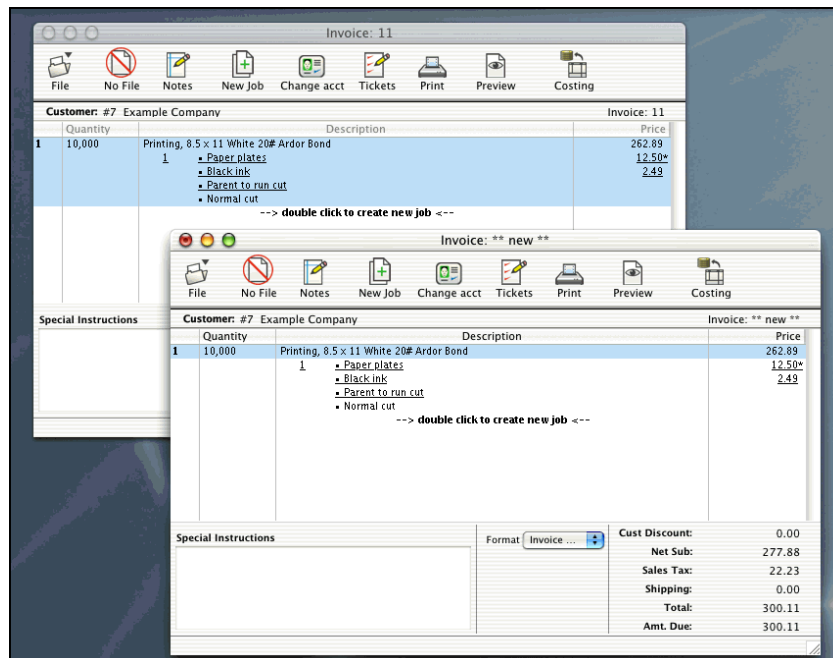 Invoice: 11
File No File Notes New Job Change acct Tickets Print Preview Costing
Customer: #7 Example Company Invoice: 11
Quantity Description Price
1 10,000 Printing, 8.5 x 11 White 20# Ardor Bond 262.89
1 ▪ Paper plates 12.50*
▪ Black ink 2.49
▪ Parent to run cut
▪ Normal cut
--> double click to create new job <--
Special Instructions
Invoice: ** new **
File No File Notes New Job Change acct Tickets Print Preview Costing
Customer: #7 Example Company Invoice: ** new **
Quantity Description Price
1 10,000 Printing, 8.5 x 11 White 20# Ardor Bond 262.89
1 ▪ Paper plates 12.50*
▪ Black ink 2.49
▪ Parent to run cut
▪ Normal cut
--> double click to create new job <--
Special Instructions
Format Invoice ...
Cust Discount: 0.00
Net Sub: 277.88
Sales Tax: 22.23
Shipping: 0.00
Total: 300.11
Amt. Due: 300.11